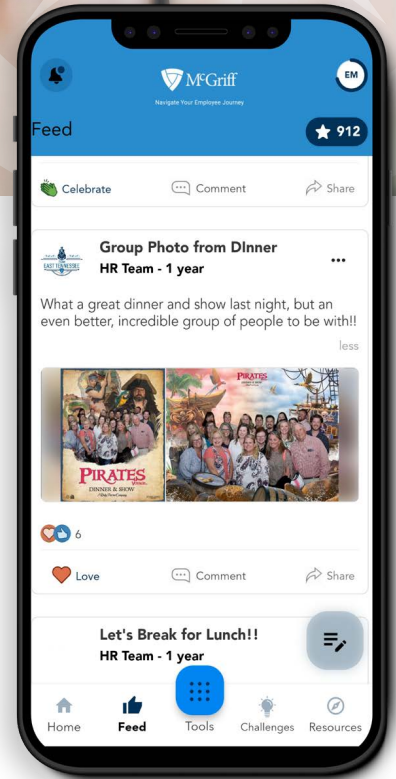 EM
McGriff
Navigate Your Employee Journey
Feed
912
Celebrate
Comment
Share
Group Photo from DInner
EAST TENNESSEE
HR Team - 1 year
What a great dinner and show last night, but an
even better, incredible group of people to be with!!
less
PIRATES
DINNER & SHOW
PIRATES
6
Love
Comment
Share
Let's Break for Lunch!!
HR Team - 1 year
Home
Feed
Tools
Challenges
Resources